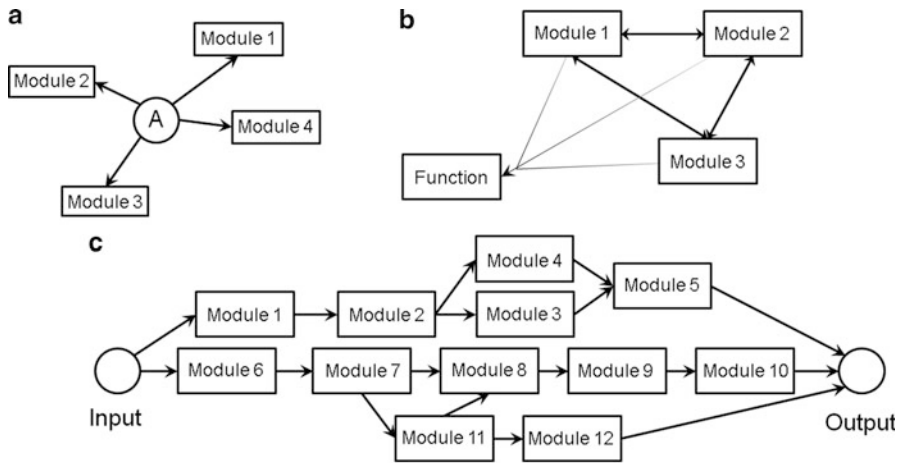 a
Module 1
Module 2
A
Module 4
Module 3
b
Module 1
Module 2
Module 3
Function
c
Module 4
Module 5
Module 1
Module 2
Module 3
Module 6
Module 7
Module 8
Module 9
Module 10
Input
Output
Module 11
Module 12